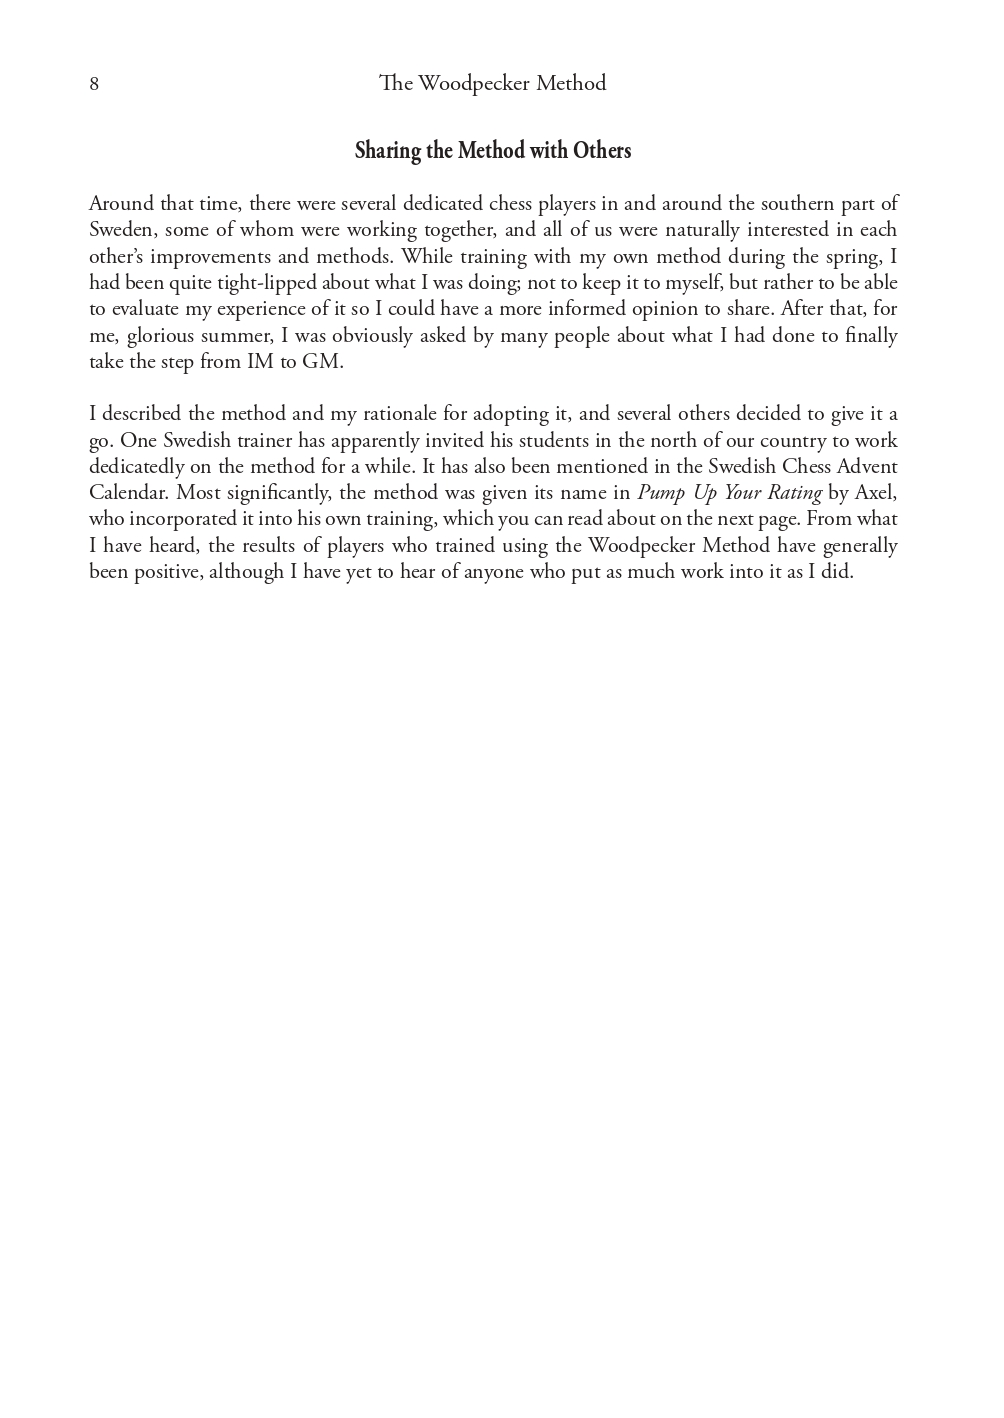 8
The Woodpecker Method
Sharing the Method with Others
Around that time, there were several dedicated chess players in and around the southern part of
Sweden, some of whom were working together, and all of us were naturally interested in each
other’s improvements and methods. While training with my own method during the spring, I
had been quite tight-lipped about what I was doing; not to keep it to myself, but rather to be able
to evaluate my experience of it so I could have a more informed opinion to share. After that, for
me, glorious summer, I was obviously asked by many people about what I had done to finally
take the step from IM to GM.
I described the method and my rationale for adopting it, and several others decided to give it a
go. One Swedish trainer has apparently invited his students in the north of our country to work
dedicatedly on the method for a while. It has also been mentioned in the Swedish Chess Advent
Calendar. Most significantly, the method was given its name in Pump Up Your Rating by Axel,
who incorporated it into his own training, which you can read about on the next page. From what
I have heard, the results of players who trained using the Woodpecker Method have generally
been positive, although I have yet to hear of anyone who put as much work into it as I did.